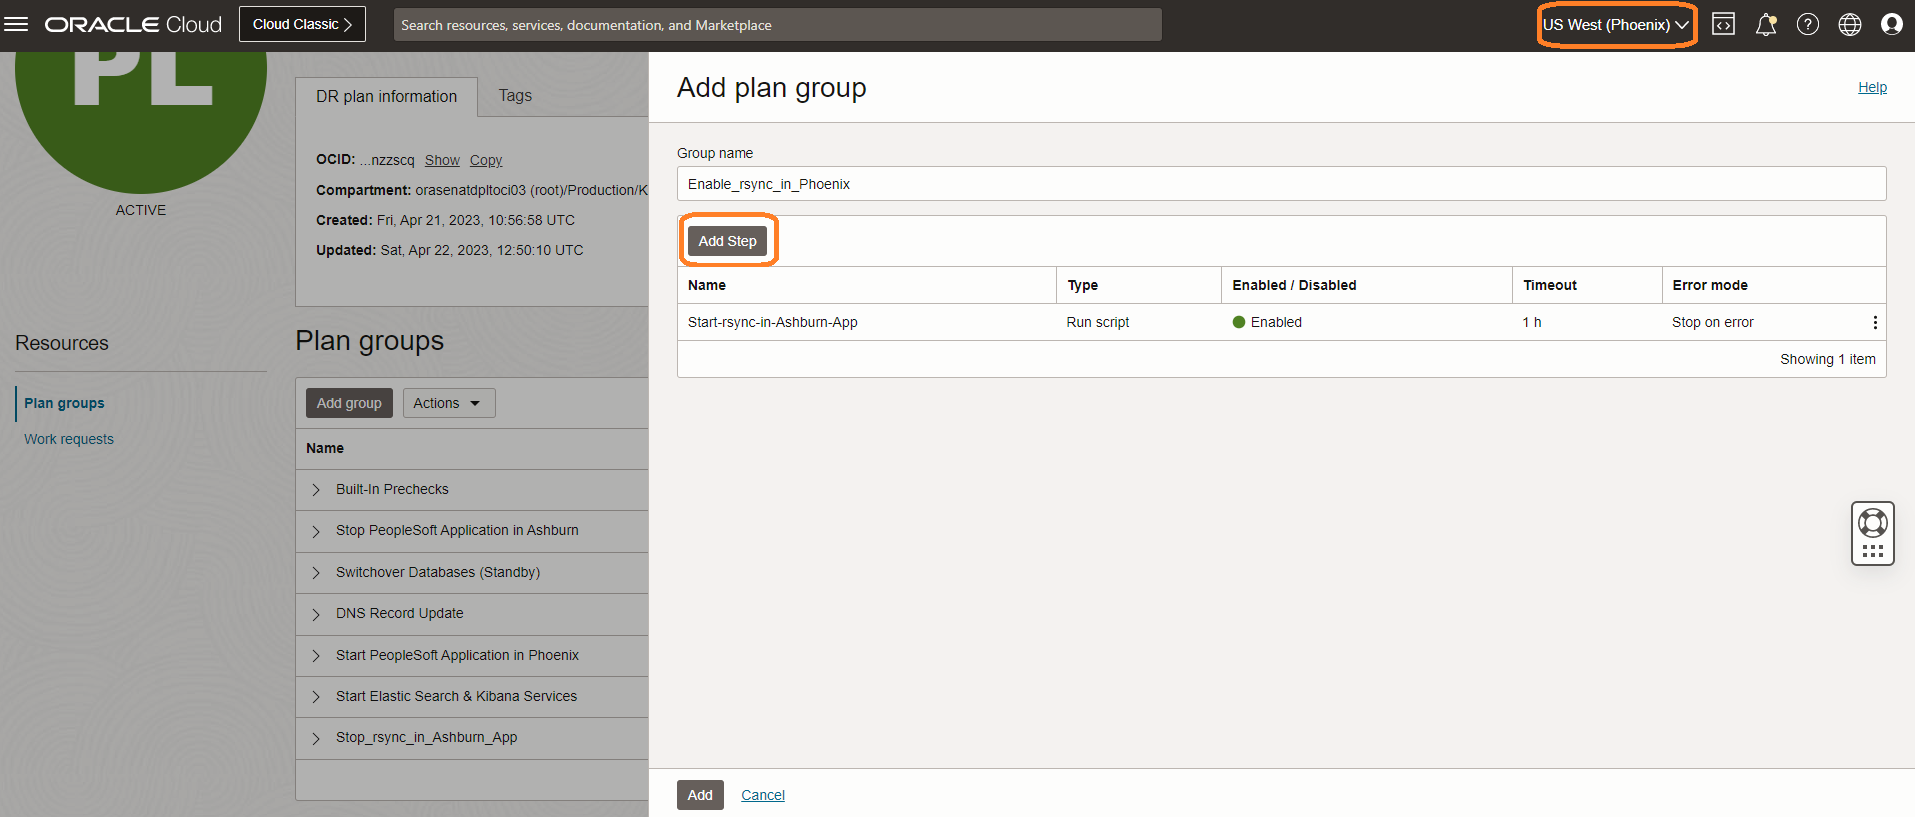 ORACLE Cloud
Cloud Classic
Search resources, services, documentation, and Marketplace
US West (Phoenix)
PL
ACTIVE
Resources
Plan groups
Work requests
DR plan information
Tags
OCID: ...nzzscq Show Copy
Compartment: orasenatdpltoci03 (root)/Production/K
Created: Fri, Apr 21, 2023, 10:56:58 UTC
Updated: Sat, Apr 22, 2023, 12:50:10 UTC
Plan groups
Add group
Actions
Name
Built-In Prechecks
Stop PeopleSoft Application in Ashburn
Switchover Databases (Standby)
DNS Record Update
Start PeopleSoft Application in Phoenix
Start Elastic Search & Kibana Services
Stop_rsync_in_Ashburn_App
Add plan group
Help
Group name
Enable_rsync_in_Phoenix
Add Step
Name Type Enabled / Disabled Timeout Error mode
Start-rsync-in-Ashburn-App Run script Enabled 1 h Stop on error
Showing 1 item
Add
Cancel